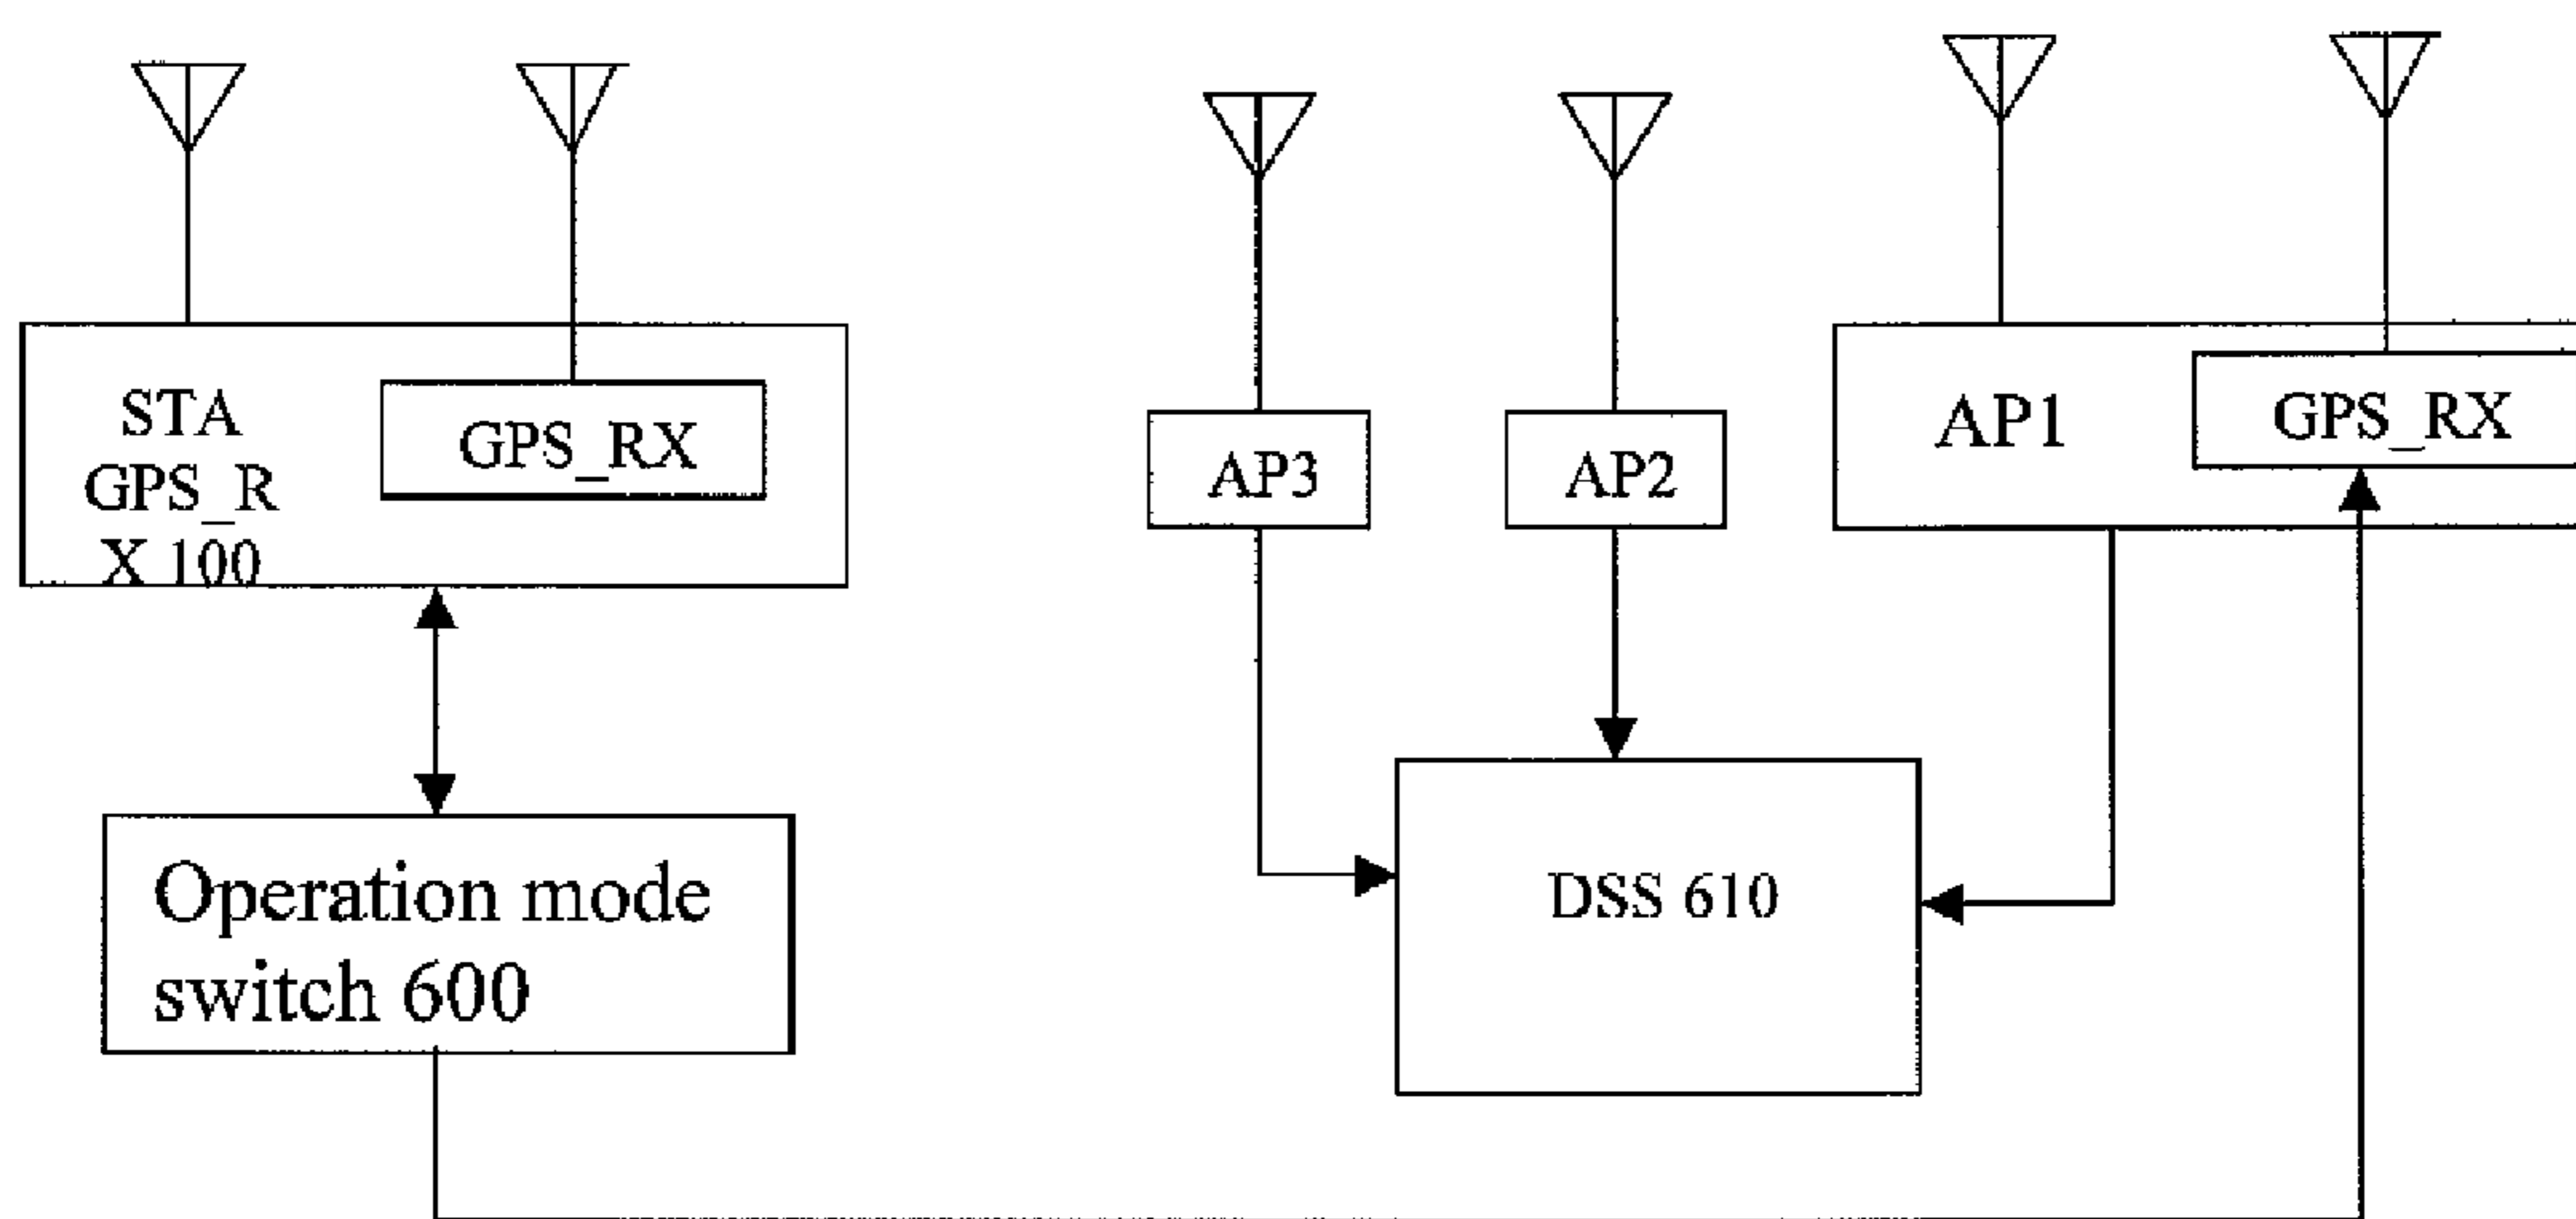 STA
GPS_R
X 100
GPS_RX
AP3
AP2
AP1
GPS_RX
Operation mode
switch 600
DSS 610